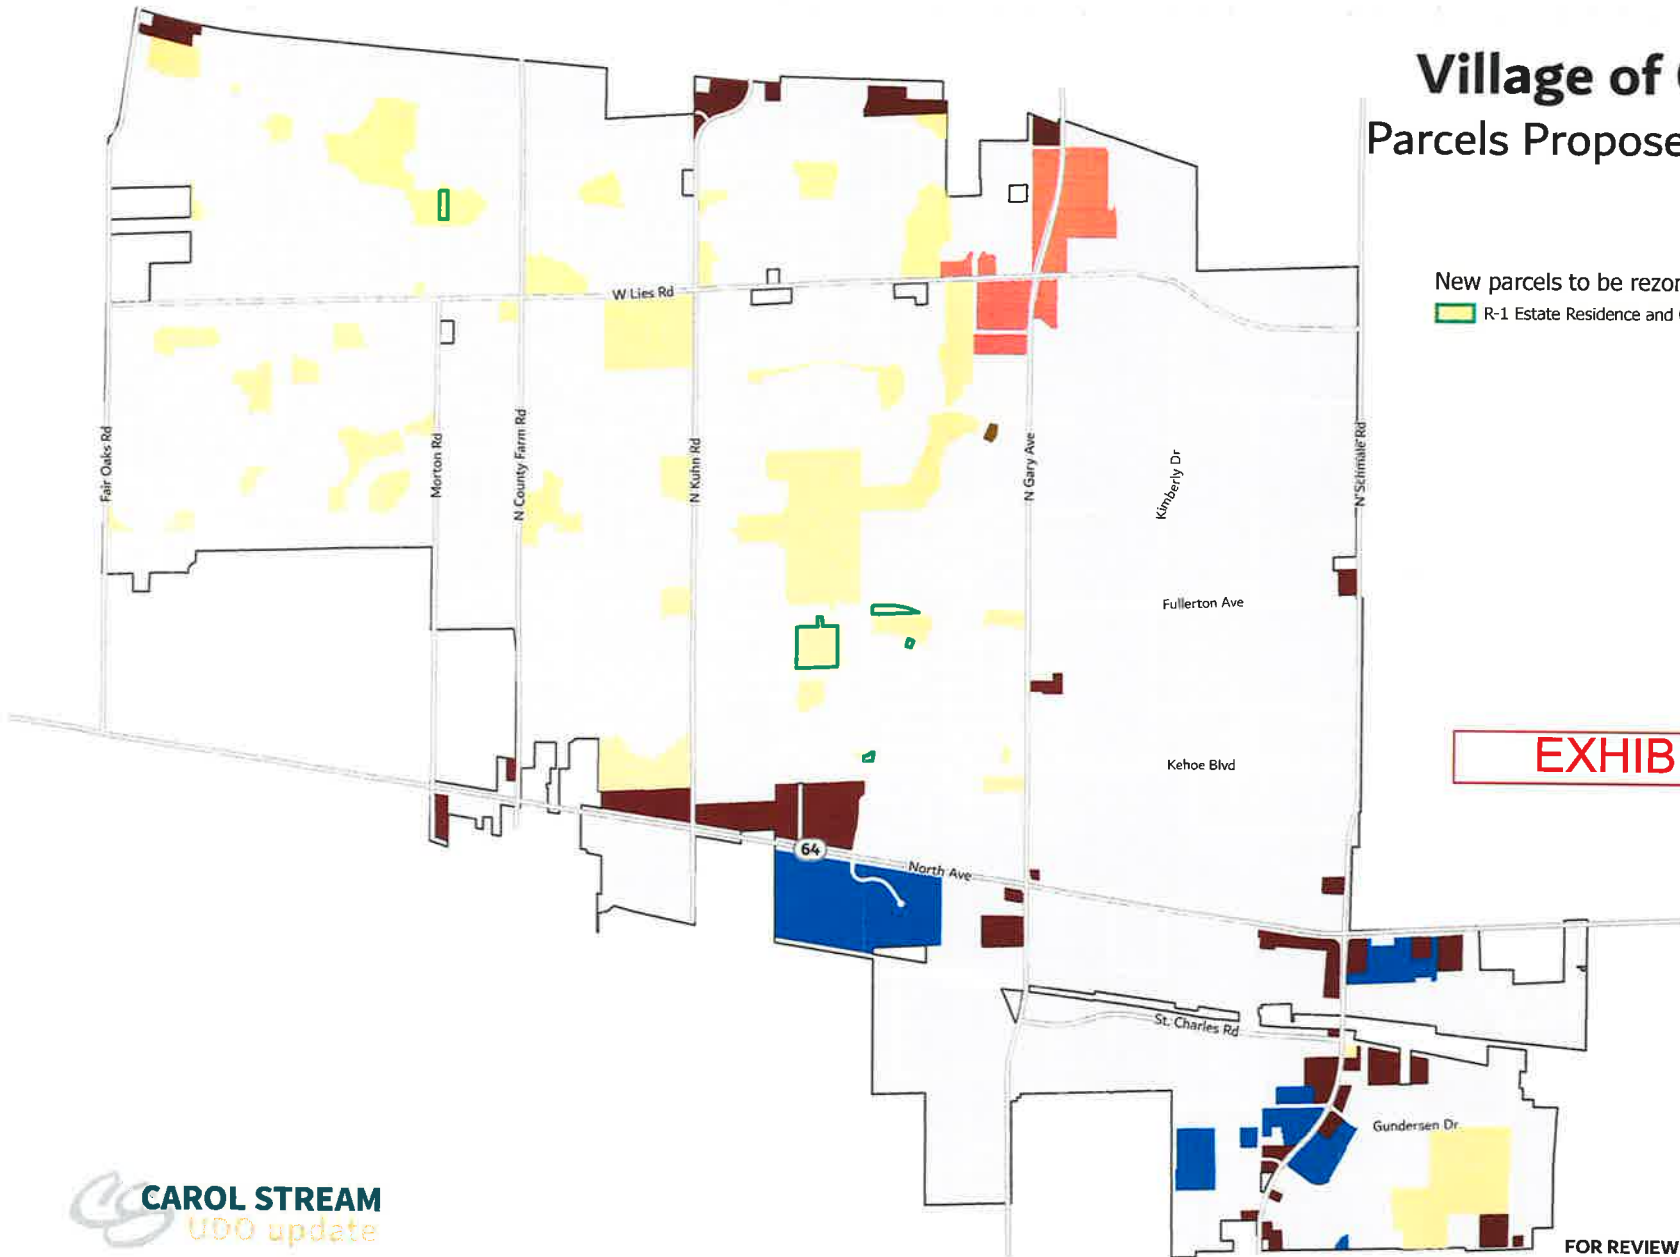 Village of
Parcels Propose
New parcels to be rezor
R-1 Estate Residence and
W Lies Rd
Fair Oaks Rd
Morton Rd
N County Farm Rd
N Kuhn Rd
N Gary Ave
Kimberly Dr
N Schmale Rd
Fullerton Ave
EXHIB
Kehoe Blvd
64
North Ave
St. Charles Rd
Gundersen Dr
CS
CAROL STREAM
UDO update
FOR REVIEW